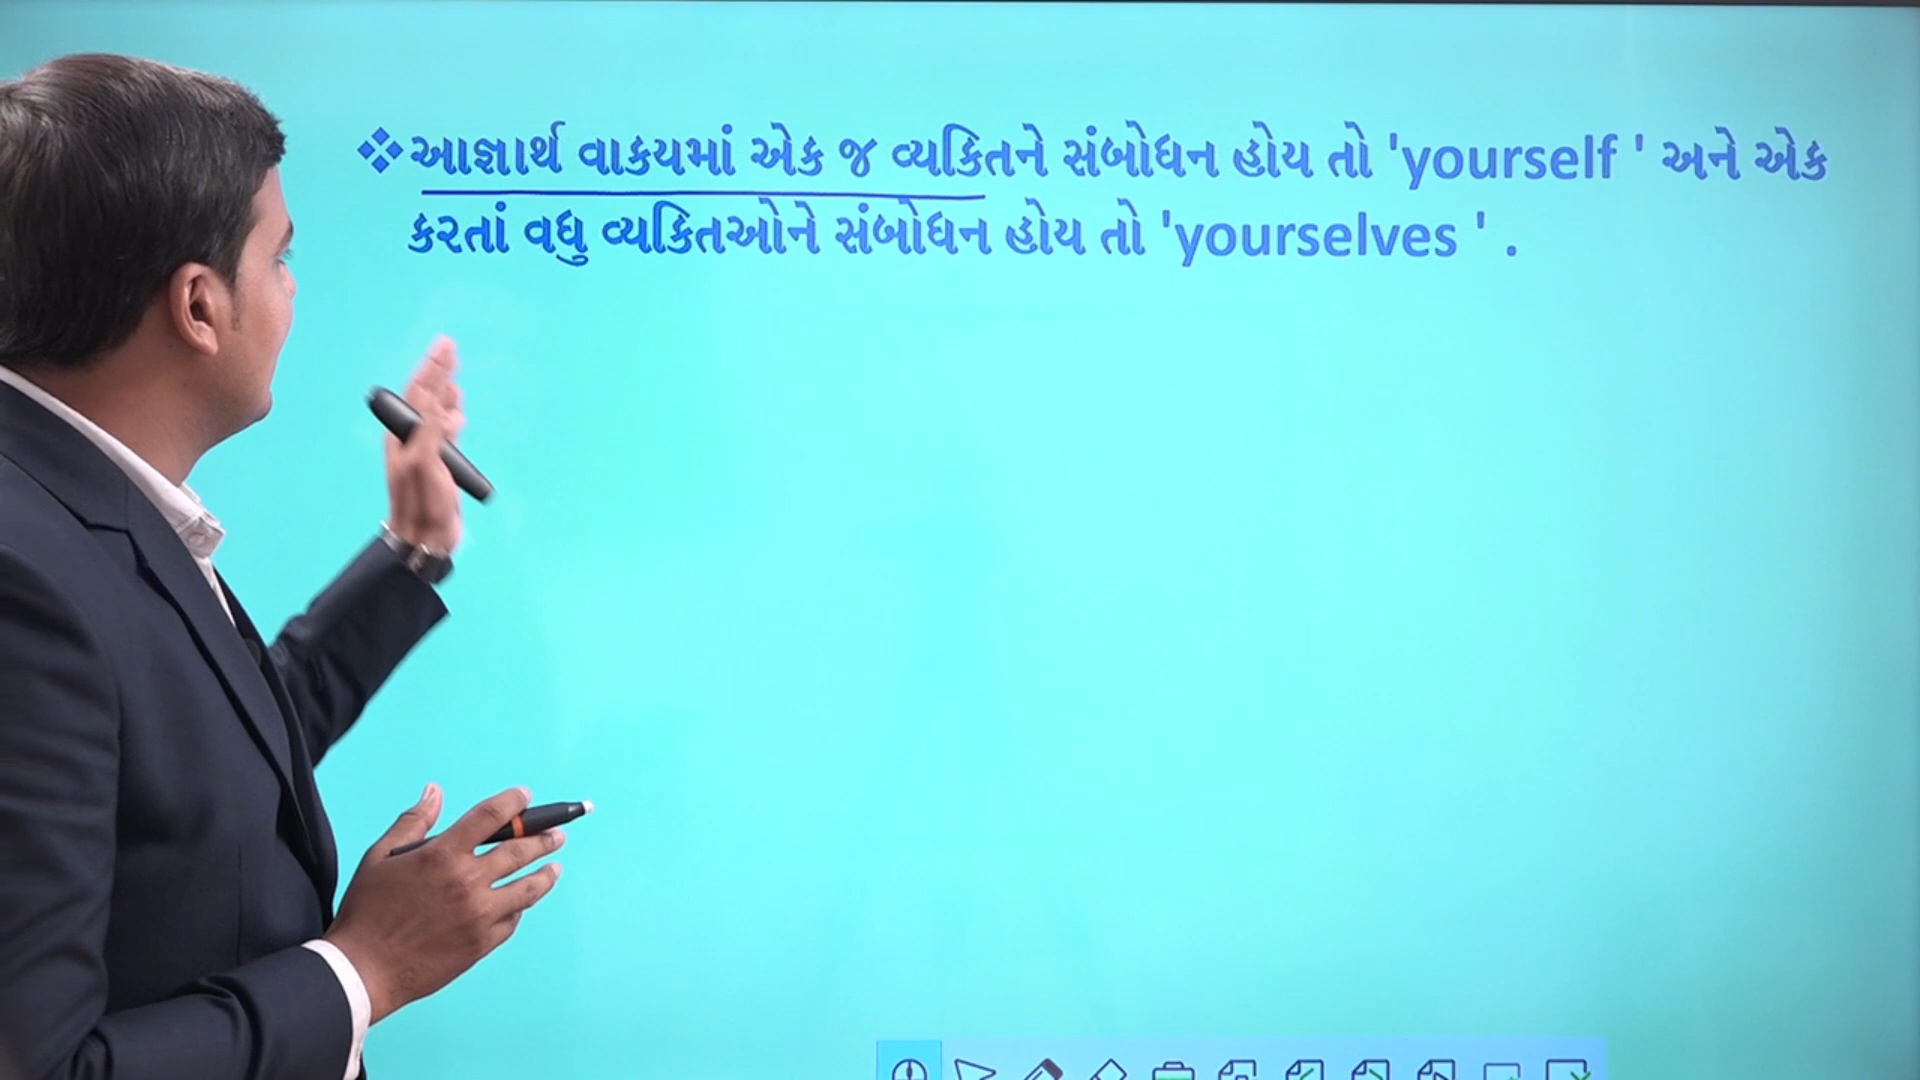 ❖આજ્ઞાર્થ વાકયમાં એક જ વ્યકિતને સંબોધન હોય તો 'yourself ' અને એક
કરતાં વધુ વ્યકિતઓને સંબોધન હોય તો 'yourselves ' .